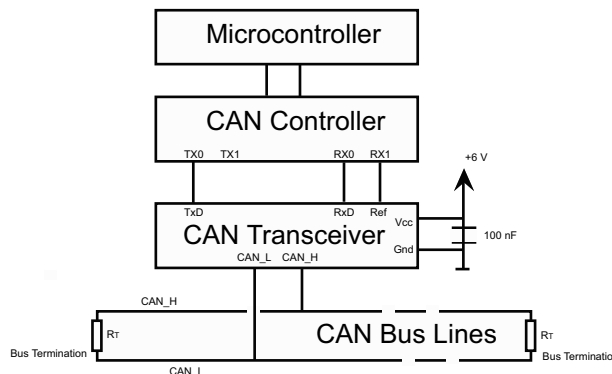 Microcontroller
CAN Controller
TX0 TX1 RX0 RX1
+6 V
TxD RxD Ref
Vcc
CAN Transceiver
100 nF
Gnd
CAN_L CAN_H
CAN_H
CAN Bus Lines
RT RT
Bus Termination Bus Terminatio
CAN_L